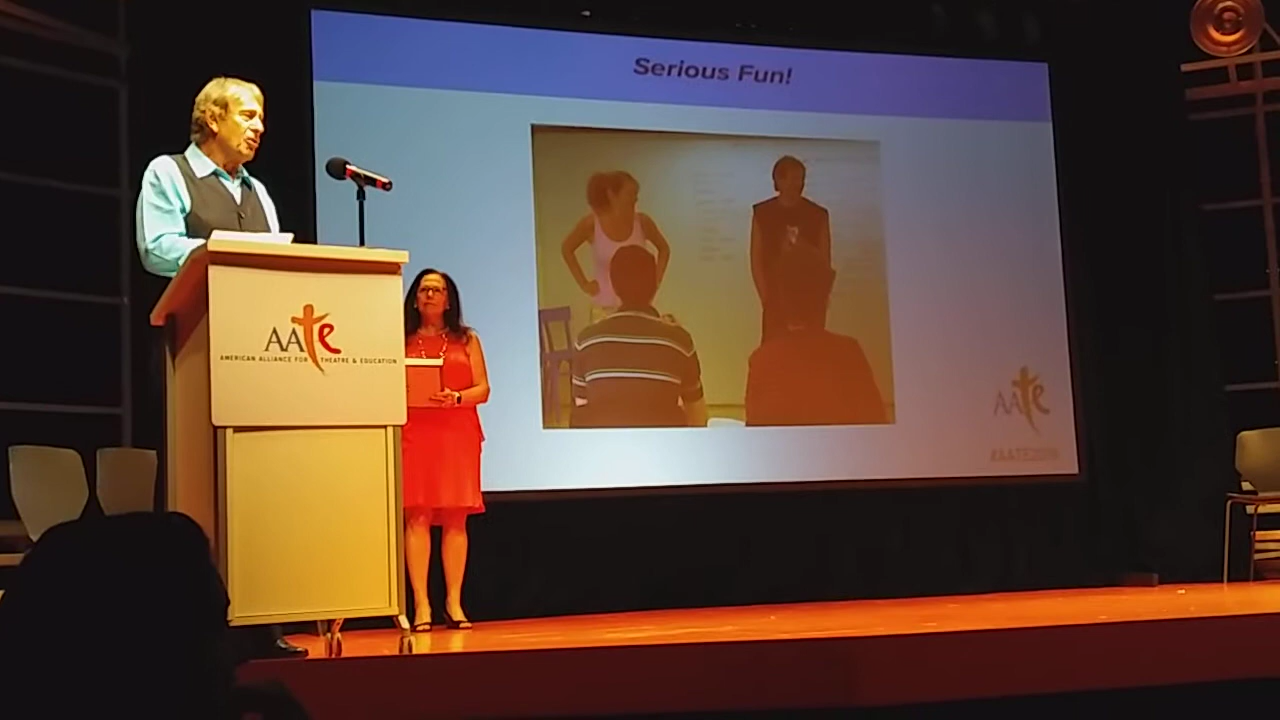 Serious Fun!
AATE
AMERICAN ALLIANCE FOR THEATRE & EDUCATION
AATE